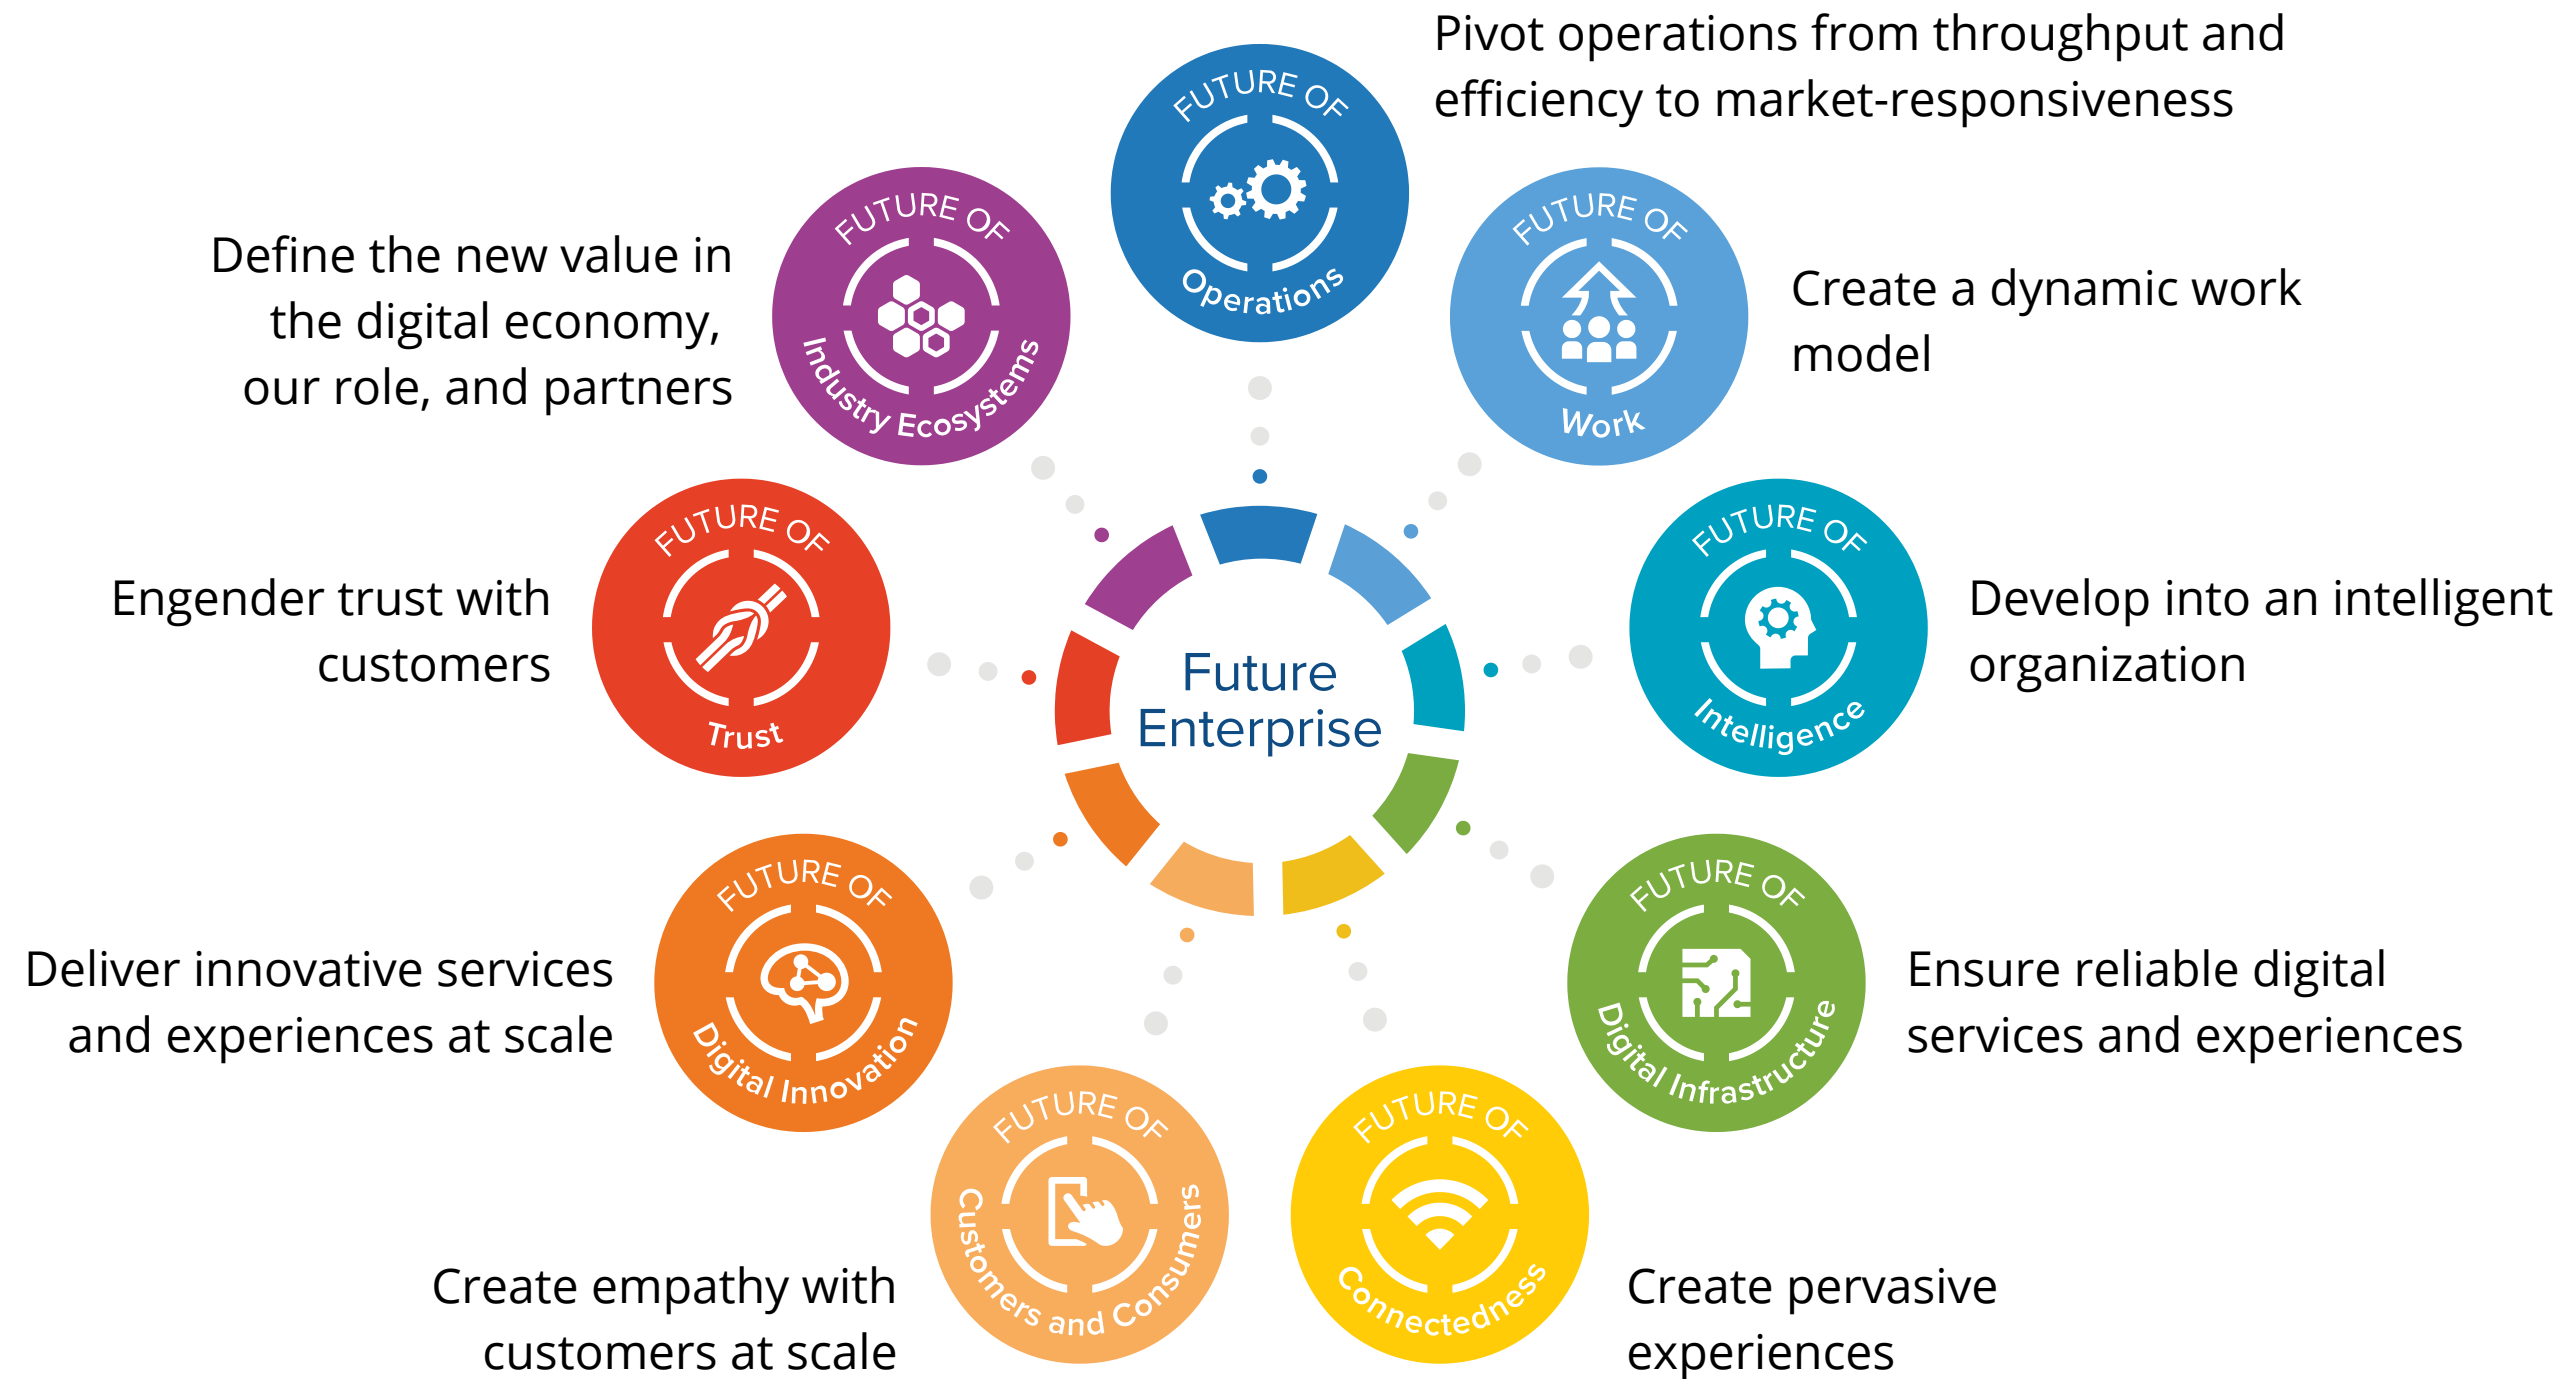 Pivot operations from throughput and
efficiency to market-responsiveness
FUTURE OF
Operations
FUTURE OF
Work
Create a dynamic work
model
FUTURE OF
Intelligence
Develop into an intelligent
organization
FUTURE OF
Digital Infrastructure
Ensure reliable digital
services and experiences
FUTURE OF
Connectedness
Create pervasive
experiences
FUTURE OF
Customers and Consumers
Create empathy with
customers at scale
FUTURE OF
Digital Innovation
Deliver innovative services
and experiences at scale
FUTURE OF
Trust
Engender trust with
customers
FUTURE OF
Industry Ecosystems
Define the new value in
the digital economy,
our role, and partners
Future
Enterprise